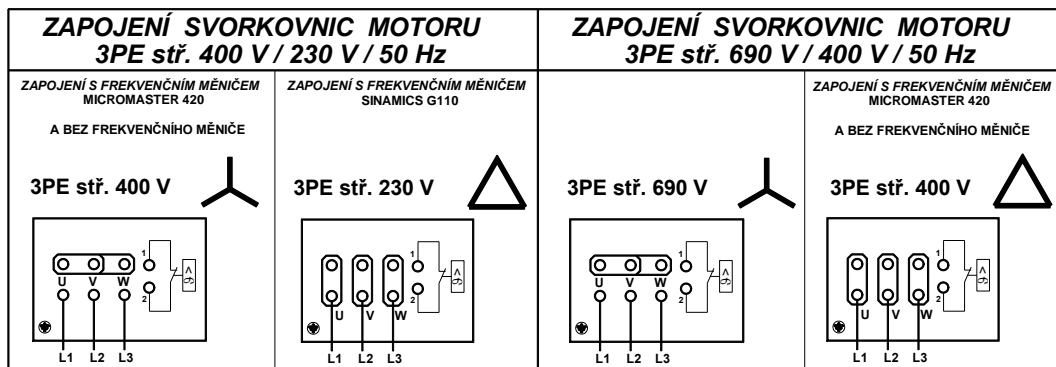 ZAPOJENÍ SVORKOVNIC MOTORU
3PE stř. 400 V / 230 V / 50 Hz
ZAPOJENÍ S FREKVENČNÍM MĚNIČEM
MICROMASTER 420
A BEZ FREKVENČNÍHO MĚNIČE
3PE stř. 400 V
1
U V W
2
L1 L2 L3
ZAPOJENÍ S FREKVENČNÍM MĚNIČEM
SINAMICS G110
3PE stř. 230 V
1
2
U V W
L1 L2 L3
ZAPOJENÍ SVORKOVNIC MOTORU
3PE stř. 690 V / 400 V / 50 Hz
3PE stř. 690 V
1
U V W
2
L1 L2 L3
ZAPOJENÍ S FREKVENČNÍM MĚNIČEM
MICROMASTER 420
A BEZ FREKVENČNÍHO MĚNIČE
3PE stř. 400 V
1
2
U V W
L1 L2 L3